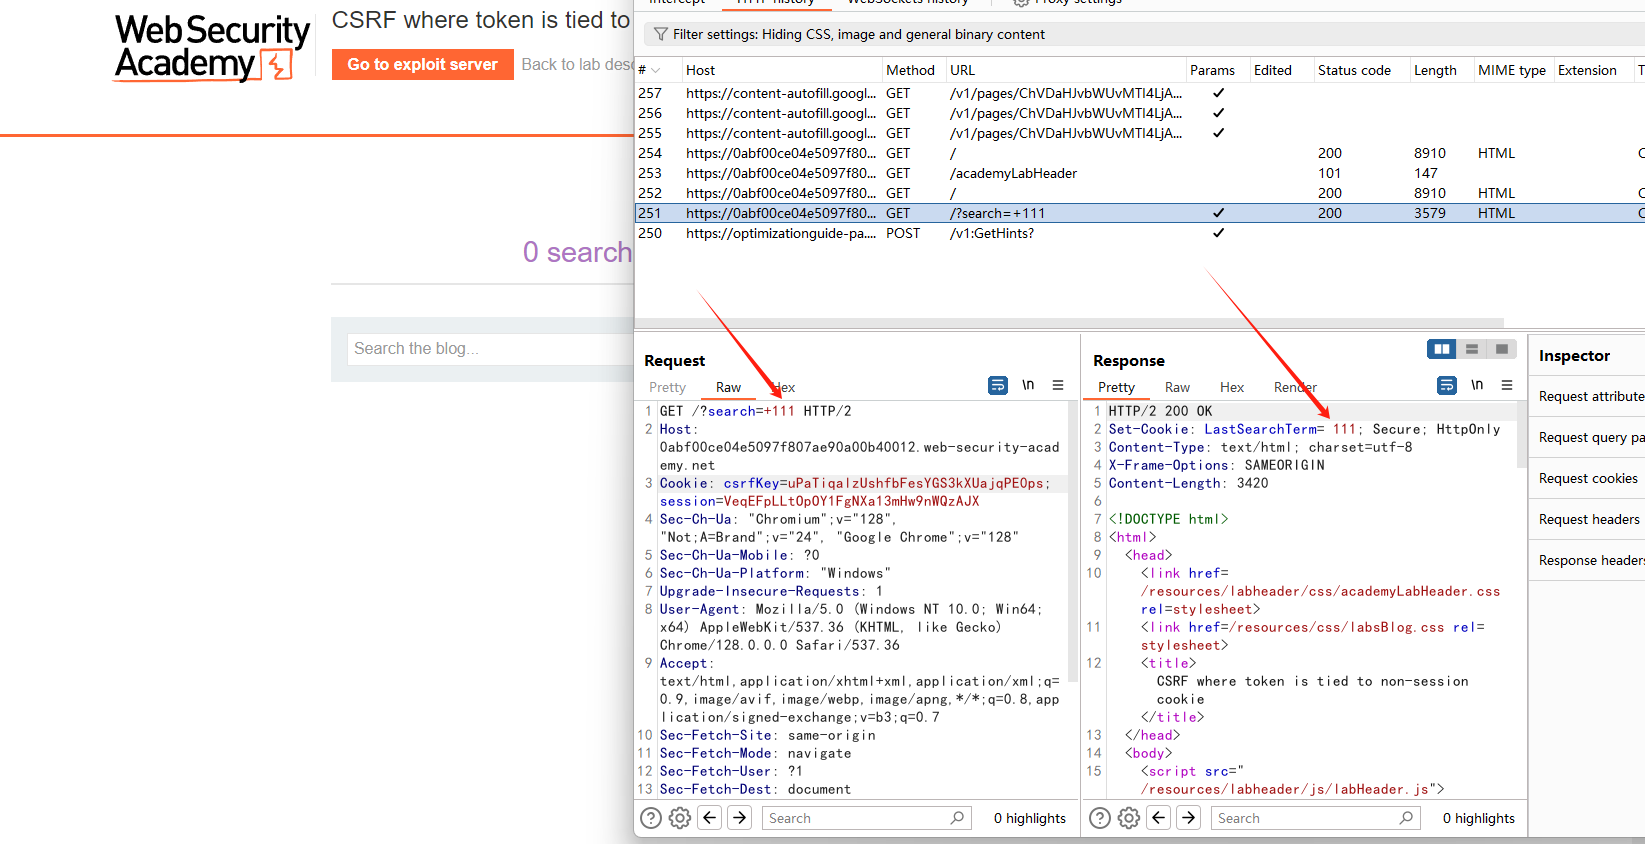 Web Security
Academy
CSRF where token is tied to
Go to exploit server
Back to lab desc
0 search
Search the blog...
Intercept HTTP history WebSockets history Proxy settings
Filter settings: Hiding CSS, image and general binary content
# Host Method URL Params Edited Status code Length MIME type Extension T
257 https://content-autofill.googl... GET /v1/pages/ChVDaHJvbWUvMTI4LjA... ✓
256 https://content-autofill.googl... GET /v1/pages/ChVDaHJvbWUvMTI4LjA... ✓
255 https://content-autofill.googl... GET /v1/pages/ChVDaHJvbWUvMTI4LjA... ✓
254 https://0abf00ce04e5097f80... GET / 200 8910 HTML C
253 https://0abf00ce04e5097f80... GET /academyLabHeader 101 147
252 https://0abf00ce04e5097f80... GET / 200 8910 HTML C
251 https://0abf00ce04e5097f80... GET /?search=+111 ✓ 200 3579 HTML C
250 https://optimizationguide-pa.... POST /v1:GetHints? ✓
Request
Pretty Raw Hex \n
1 GET /?search=+111 HTTP/2
2 Host:
0abf00ce04e5097f807ae90a00b40012.web-security-acad
emy.net
3 Cookie: csrfKey=uPaTiqalzUshfbFesYGS3kXUajqPEOps;
session=VeqEFpLLtOpOY1FgNXa13mHw9nWQzAJX
4 Sec-Ch-Ua: "Chromium";v="128",
"Not;A=Brand";v="24", "Google Chrome";v="128"
5 Sec-Ch-Ua-Mobile: ?0
6 Sec-Ch-Ua-Platform: "Windows"
7 Upgrade-Insecure-Requests: 1
8 User-Agent: Mozilla/5.0 (Windows NT 10.0; Win64;
x64) AppleWebKit/537.36 (KHTML, like Gecko)
Chrome/128.0.0.0 Safari/537.36
9 Accept:
text/html,application/xhtml+xml,application/xml;q=
0.9,image/avif,image/webp,image/apng,*/*;q=0.8,app
lication/signed-exchange;v=b3;q=0.7
10 Sec-Fetch-Site: same-origin
11 Sec-Fetch-Mode: navigate
12 Sec-Fetch-User: ?1
13 Sec-Fetch-Dest: document
Search 0 highlights
Response
Pretty Raw Hex Render \n
1 HTTP/2 200 OK
2 Set-Cookie: LastSearchTerm= 111; Secure; HttpOnly
3 Content-Type: text/html; charset=utf-8
4 X-Frame-Options: SAMEORIGIN
5 Content-Length: 3420
6
7 <!DOCTYPE html>
8 <html>
9 <head>
10 <link href=
/resources/labheader/css/academyLabHeader.css
rel=stylesheet>
11 <link href=/resources/css/labsBlog.css rel=
stylesheet>
12 <title>
CSRF where token is tied to non-session
cookie
</title>
13 </head>
14 <body>
15 <script src="
/resources/labheader/js/labHeader.js">
Search 0 highlights
Inspector
Request attribute
Request query pa
Request cookies
Request headers
Response headers